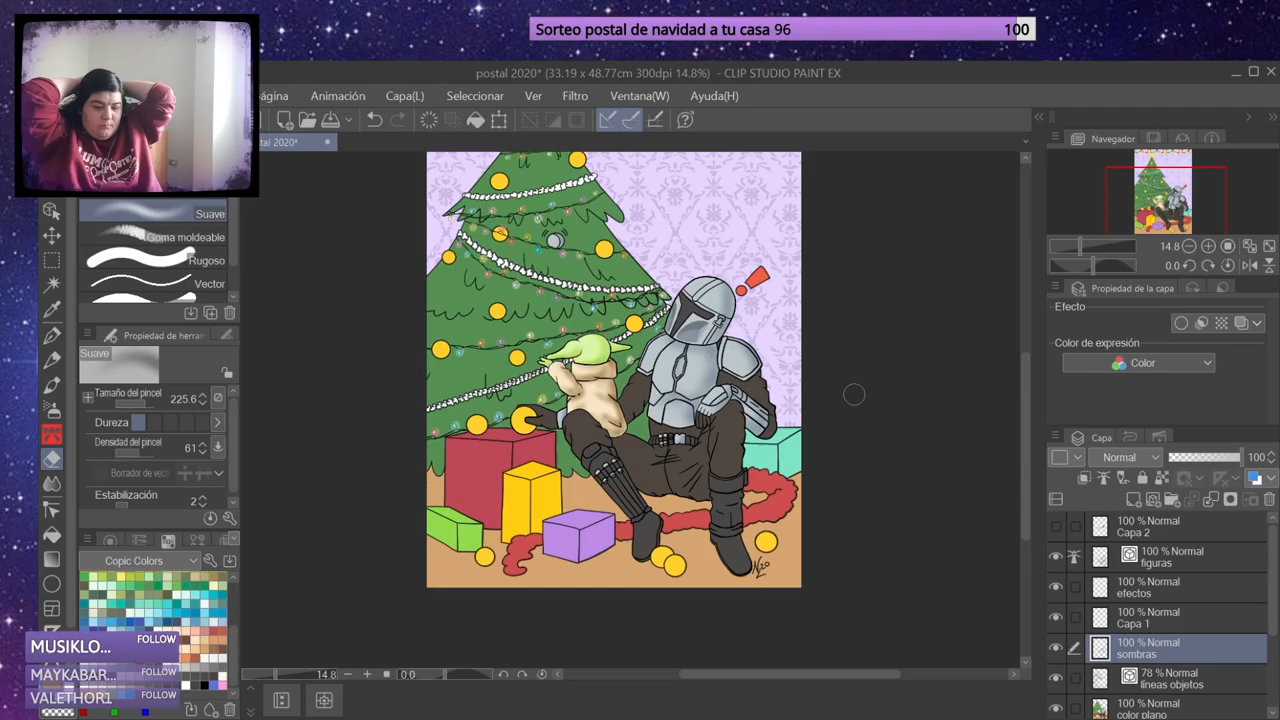 Sorteo postal de navidad a tu casa 96
100
postal 2020* (33.19 x 48.77cm 300dpi 14.8%) - CLIP STUDIO PAINT EX
Animación Capa(L) Seleccionar Ver Filtro Ventana(W) Ayuda(H)
Navegador
Suave
Goma moldeable
Rugoso
Vector
14.8
0.0
Propiedad de la capa
Efecto
Color de expresión
Color
Propiedad de herrar
Suave
Tamaño del pincel 225.6
Dureza
Densidad del pincel 61
Borrador de vect
Estabilización 2
Copic Colors
Capa
Normal 100
100 % Normal
Capa 2
100 % Normal
figuras
100 % Normal
efectos
100 % Normal
Capa 1
100 % Normal
sombras
78 % Normal
líneas objetos
100 % Normal
color plano
MUSIKLO... FOLLOW
MAYKABAR... FOLLOW
VALETHOR1 FOLLOW
14.8
0.0